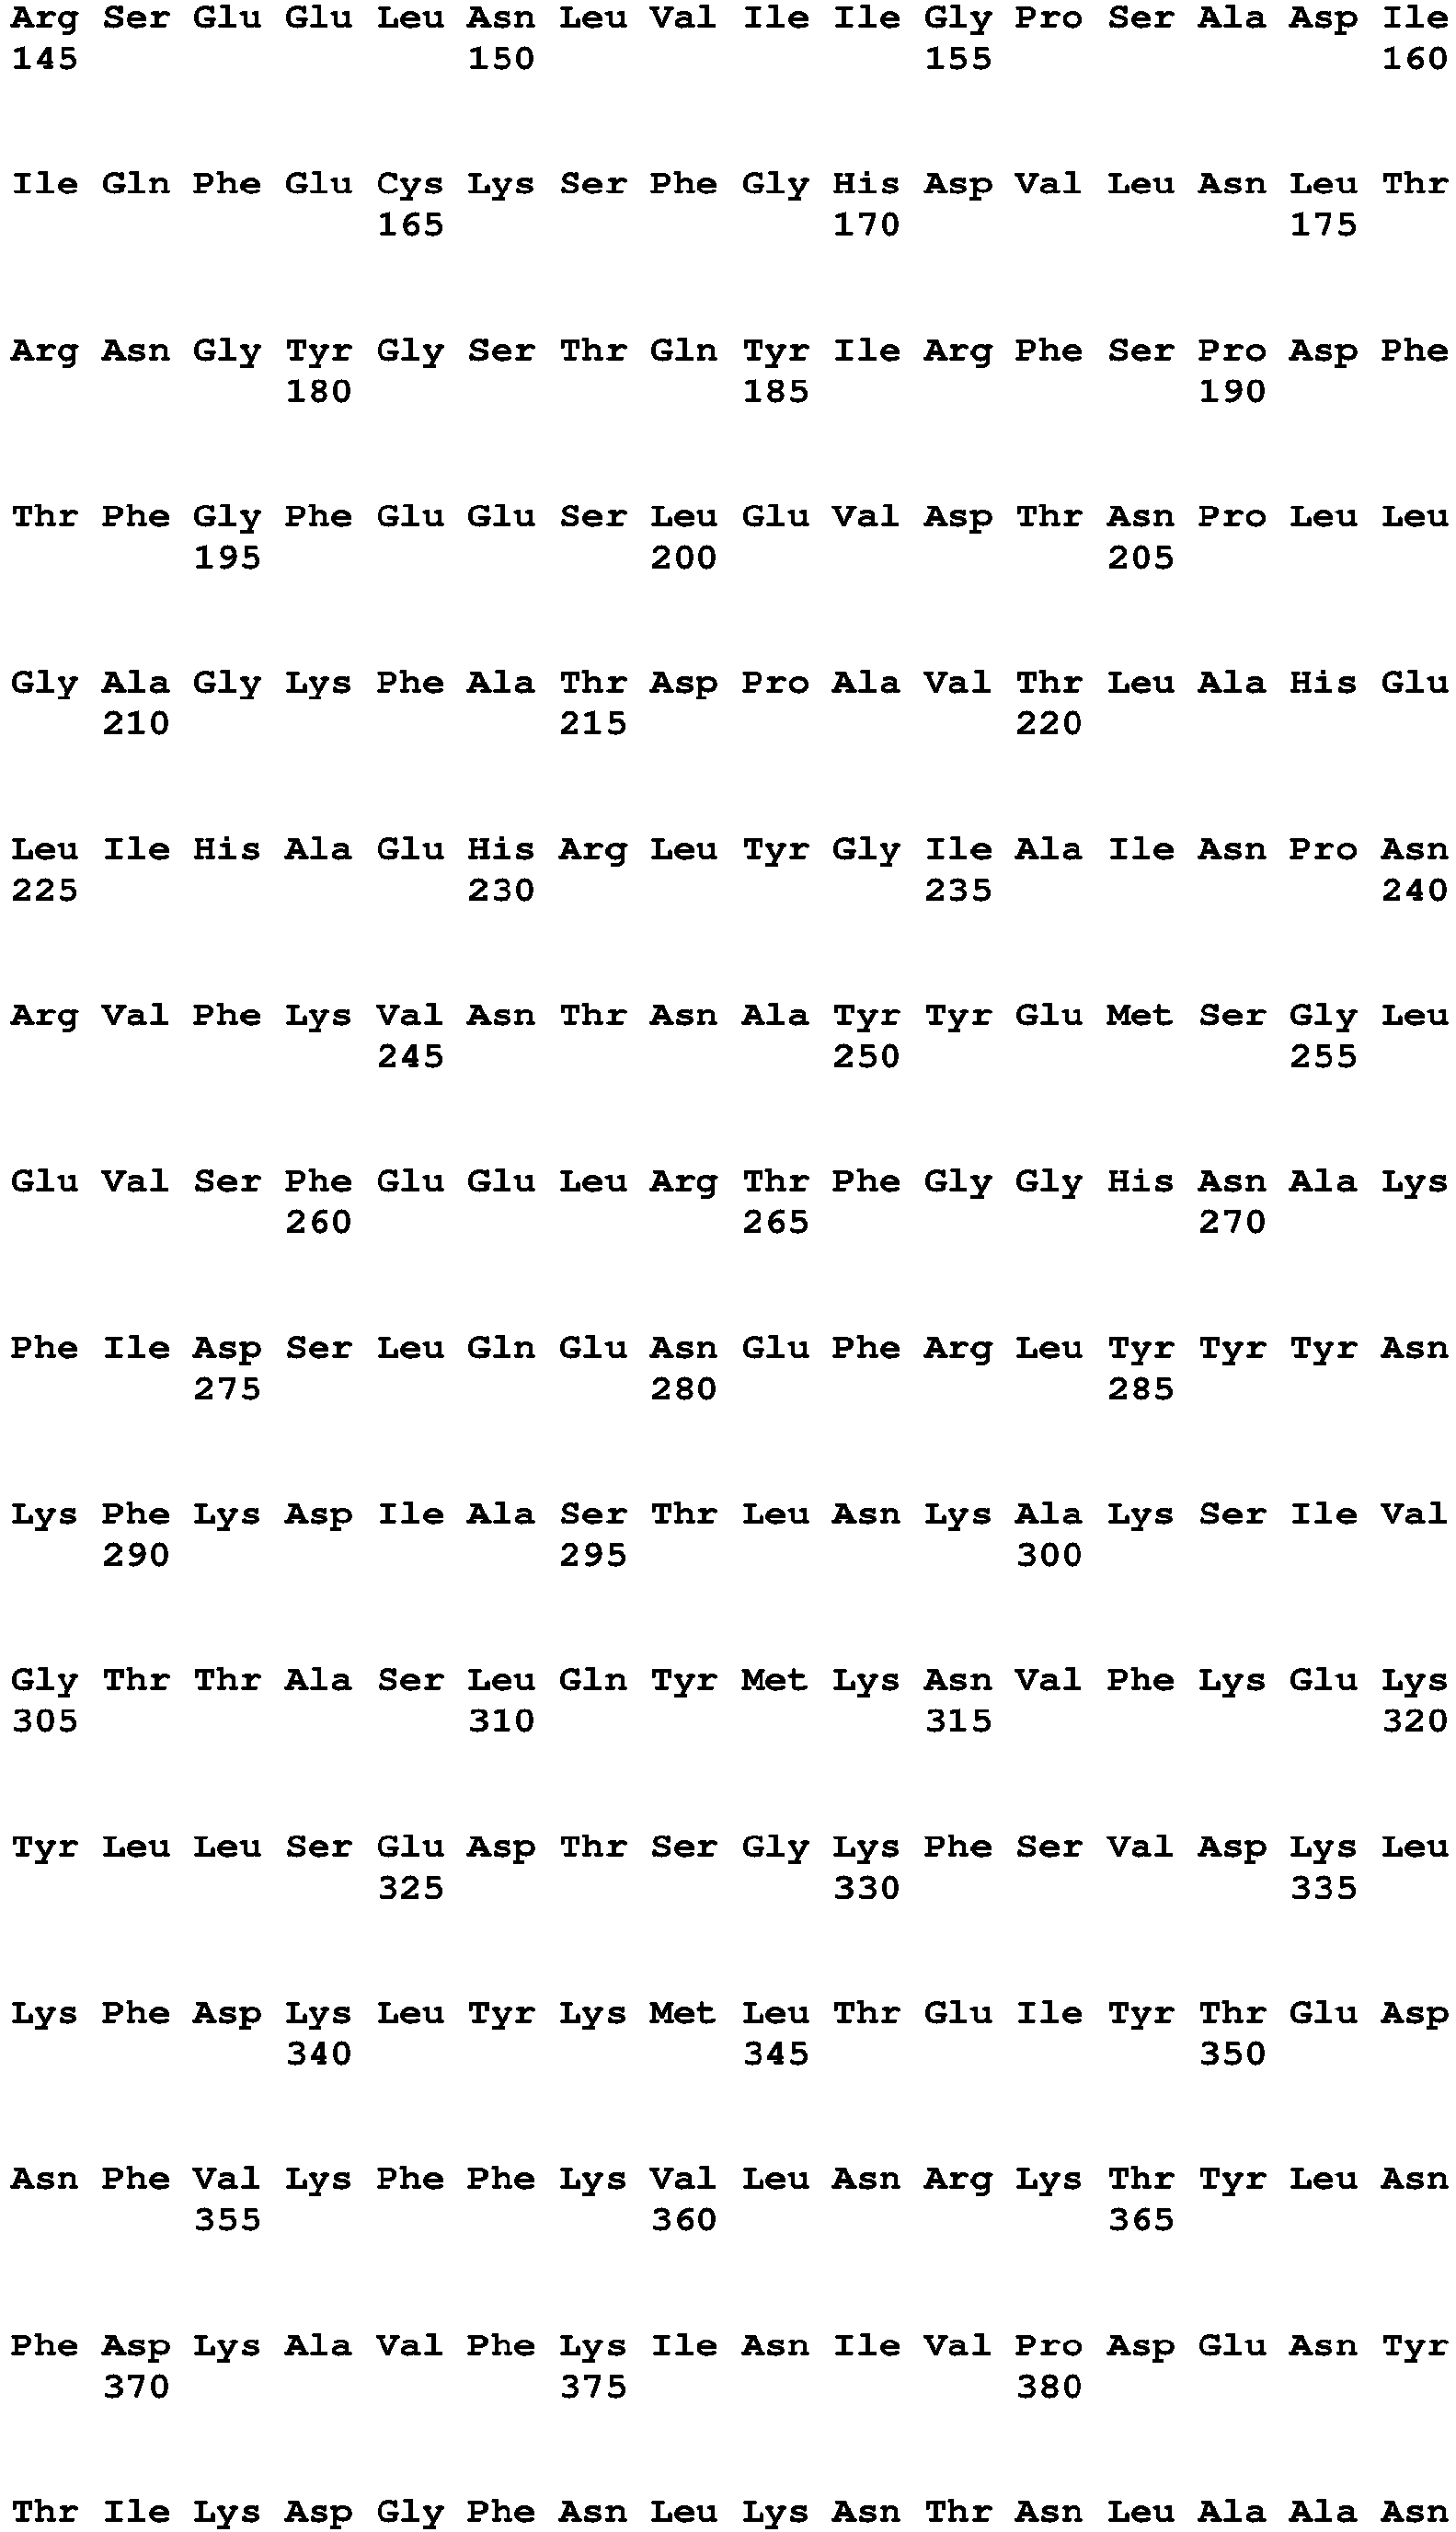 Arg Ser Glu Glu Leu Asn Leu Val Ile Ile Gly Pro Ser Ala Asp Ile
145 150 155 160
Ile Gln Phe Glu Cys Lys Ser Phe Gly His Asp Val Leu Asn Leu Thr
165 170 175
Arg Asn Gly Tyr Gly Ser Thr Gln Tyr Ile Arg Phe Ser Pro Asp Phe
180 185 190
Thr Phe Gly Phe Glu Glu Ser Leu Glu Val Asp Thr Asn Pro Leu Leu
195 200 205
Gly Ala Gly Lys Phe Ala Thr Asp Pro Ala Val Thr Leu Ala His Glu
210 215 220
Leu Ile His Ala Glu His Arg Leu Tyr Gly Ile Ala Ile Asn Pro Asn
225 230 235 240
Arg Val Phe Lys Val Asn Thr Asn Ala Tyr Tyr Glu Met Ser Gly Leu
245 250 255
Glu Val Ser Phe Glu Glu Leu Arg Thr Phe Gly Gly His Asn Ala Lys
260 265 270
Phe Ile Asp Ser Leu Gln Glu Asn Glu Phe Arg Leu Tyr Tyr Tyr Asn
275 280 285
Lys Phe Lys Asp Ile Ala Ser Thr Leu Asn Lys Ala Lys Ser Ile Val
290 295 300
Gly Thr Thr Ala Ser Leu Gln Tyr Met Lys Asn Val Phe Lys Glu Lys
305 310 315 320
Tyr Leu Leu Ser Glu Asp Thr Ser Gly Lys Phe Ser Val Asp Lys Leu
325 330 335
Lys Phe Asp Lys Leu Tyr Lys Met Leu Thr Glu Ile Tyr Thr Glu Asp
340 345 350
Asn Phe Val Lys Phe Phe Lys Val Leu Asn Arg Lys Thr Tyr Leu Asn
355 360 365
Phe Asp Lys Ala Val Phe Lys Ile Asn Ile Val Pro Asp Glu Asn Tyr
370 375 380
Thr Ile Lys Asp Gly Phe Asn Leu Lys Asn Thr Asn Leu Ala Ala Asn